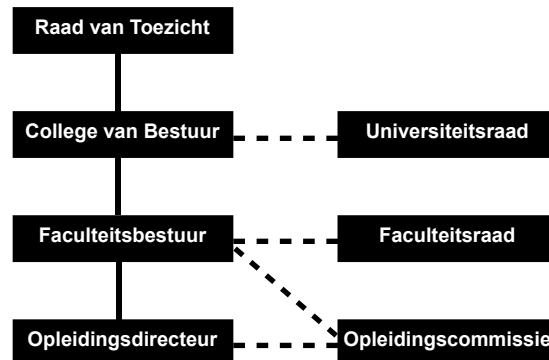 Raad van Toezicht
College van Bestuur
Universiteitsraad
Faculteitsbestuur
Faculteitsraad
Opleidingsdirecteur
Opleidingscommissie